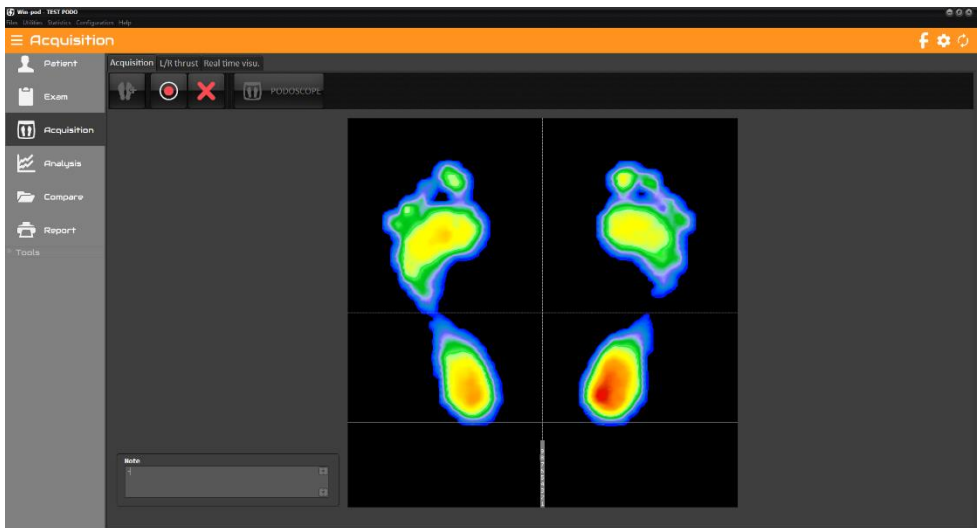 Win-pod - TEST PODO
Files Utilities Statistics Configuration Help
Acquisition
Patient
Acquisition L/R thrust Real time visu.
Exam
PODOSCOPE
Acquisition
Analysis
Compare
Report
Tools
Note